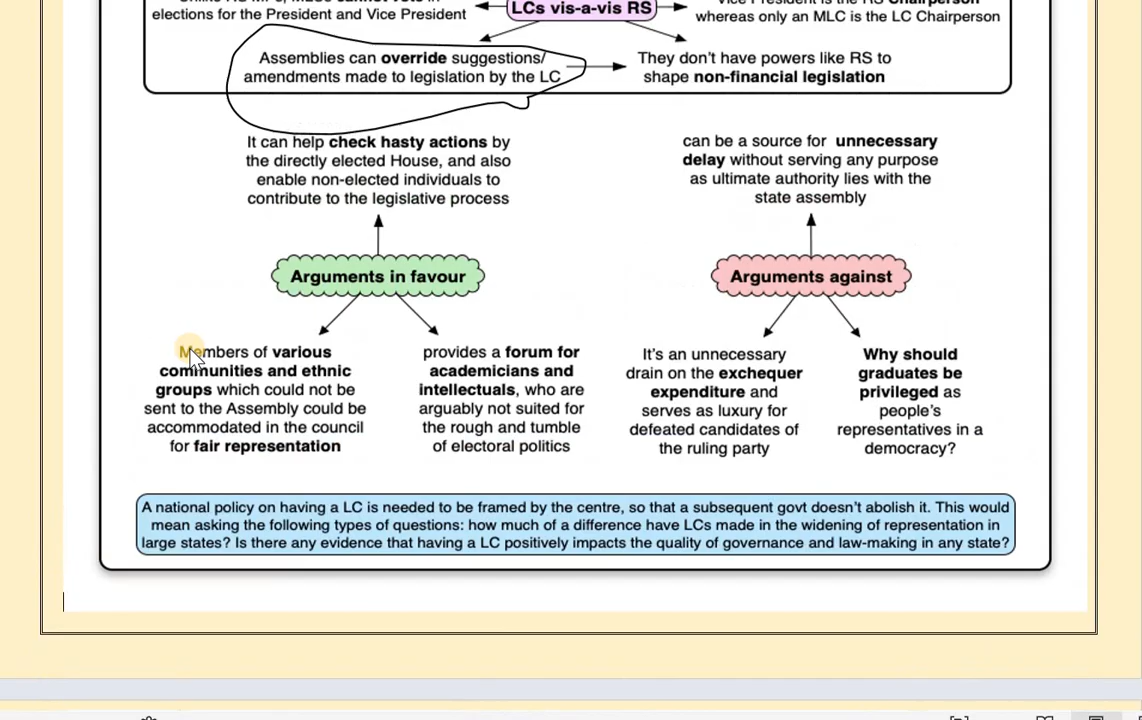 elections for the President and Vice President
LCs vis-a-vis RS
whereas only an MLC is the LC Chairperson
Assemblies can override suggestions/
amendments made to legislation by the LC
They don't have powers like RS to
shape non-financial legislation
It can help check hasty actions by
the directly elected House, and also
enable non-elected individuals to
contribute to the legislative process
can be a source for unnecessary
delay without serving any purpose
as ultimate authority lies with the
state assembly
Arguments in favour
Arguments against
Members of various
communities and ethnic
groups which could not be
sent to the Assembly could be
accommodated in the council
for fair representation
provides a forum for
academicians and
intellectuals, who are
arguably not suited for
the rough and tumble
of electoral politics
It's an unnecessary
drain on the exchequer
expenditure and
serves as luxury for
defeated candidates of
the ruling party
Why should
graduates be
privileged as
people's
representatives in a
democracy?
A national policy on having a LC is needed to be framed by the centre, so that a subsequent govt doesn't abolish it. This would
mean asking the following types of questions: how much of a difference have LCs made in the widening of representation in
large states? Is there any evidence that having a LC positively impacts the quality of governance and law-making in any state?